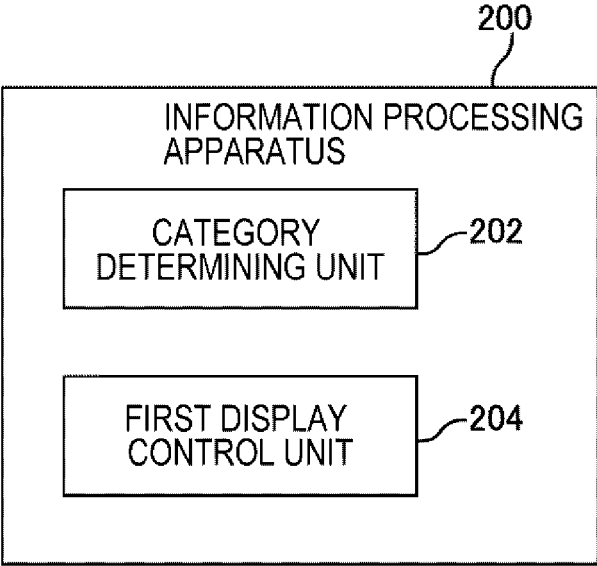 200
INFORMATION PROCESSING
APPARATUS
CATEGORY
DETERMINING UNIT
202
FIRST DISPLAY
CONTROL UNIT
204